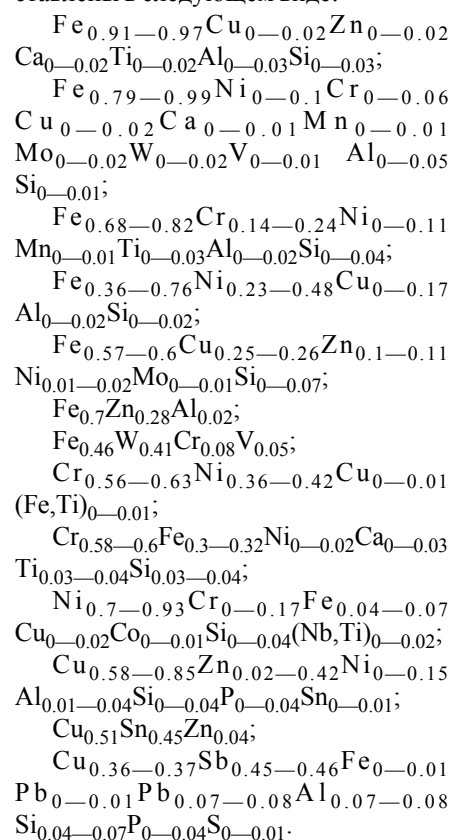 Fe0.91—0.97Cu0—0.02Zn0—0.02
Ca0—0.02Ti0—0.02Al0—0.03Si0—0.03;
Fe0.79—0.99Ni0—0.1Cr0—0.06
Cu0—0.02Ca0—0.01Mn0—0.01
Mo0—0.02W0—0.02V0—0.01 Al0—0.05
Si0—0.01;
Fe0.68—0.82Cr0.14—0.24Ni0—0.11
Mn0—0.01Ti0—0.03Al0—0.02Si0—0.04;
Fe0.36—0.76Ni0.23—0.48Cu0—0.17
Al0—0.02Si0—0.02;
Fe0.57—0.6Cu0.25—0.26Zn0.1—0.11
Ni0.01—0.02Mo0—0.01Si0—0.07;
Fe0.7Zn0.28Al0.02;
Fe0.46W0.41Cr0.08V0.05;
Cr0.56—0.63Ni0.36—0.42Cu0—0.01
(Fe,Ti)0—0.01;
Cr0.58—0.6Fe0.3—0.32Ni0—0.02Ca0—0.03
Ti0.03—0.04Si0.03—0.04;
Ni0.7—0.93Cr0—0.17Fe0.04—0.07
Cu0—0.02Co0—0.01Si0—0.04(Nb,Ti)0—0.02;
Cu0.58—0.85Zn0.02—0.42Ni0—0.15
Al0.01—0.04Si0—0.04P0—0.04Sn0—0.01;
Cu0.51Sn0.45Zn0.04;
Cu0.36—0.37Sb0.45—0.46Fe0—0.01
Pb0—0.01Pb0.07—0.08Al0.07—0.08
Si0.04—0.07P0—0.04S0—0.01.